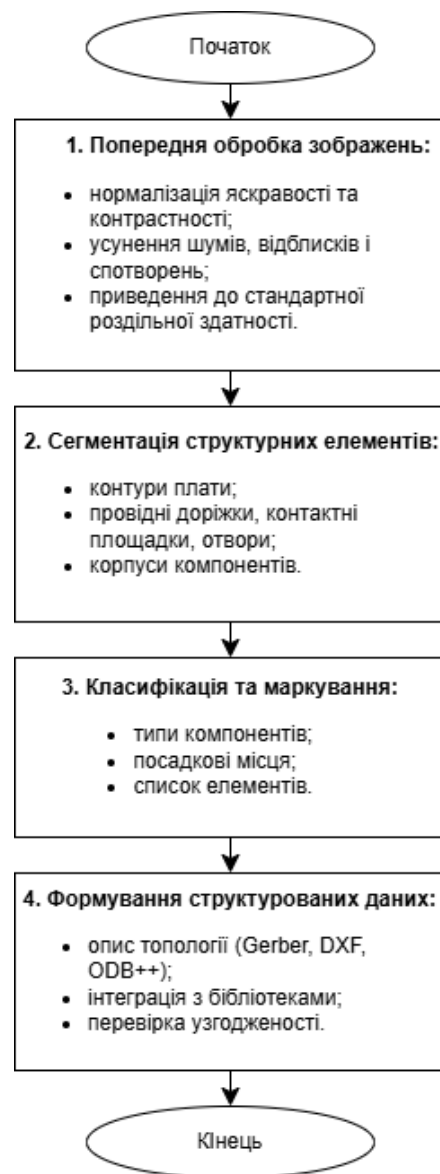 Початок
1. Попередня обробка зображень:
• нормалізація яскравості та
контрастності;
• усунення шумів, відблисків і
спотворень;
• приведення до стандартної
роздільної здатності.
2. Сегментація структурних елементів:
• контури плати;
• провідні доріжки, контактні
площадки, отвори;
• корпуси компонентів.
3. Класифікація та маркування:
• типи компонентів;
• посадкові місця;
• список елементів.
4. Формування структурованих даних:
• опис топології (Gerber, DXF,
ODB++);
• інтеграція з бібліотеками;
• перевірка узгодженості.
КІнець